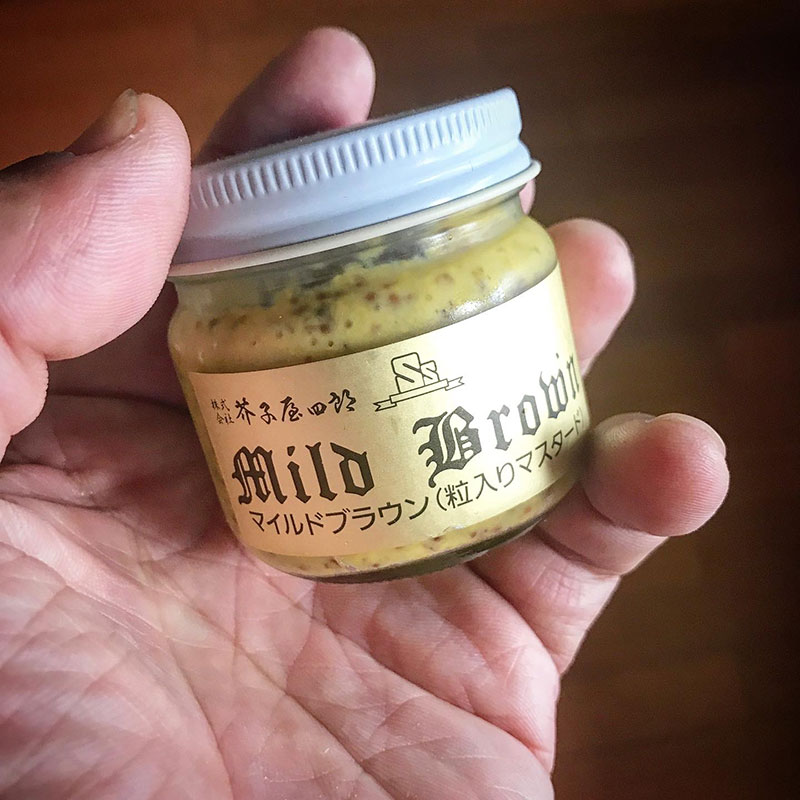 株式
会社 芥子屋四郎
Ss
Mild Brown
マイルドブラウン(粒入りマスタード)